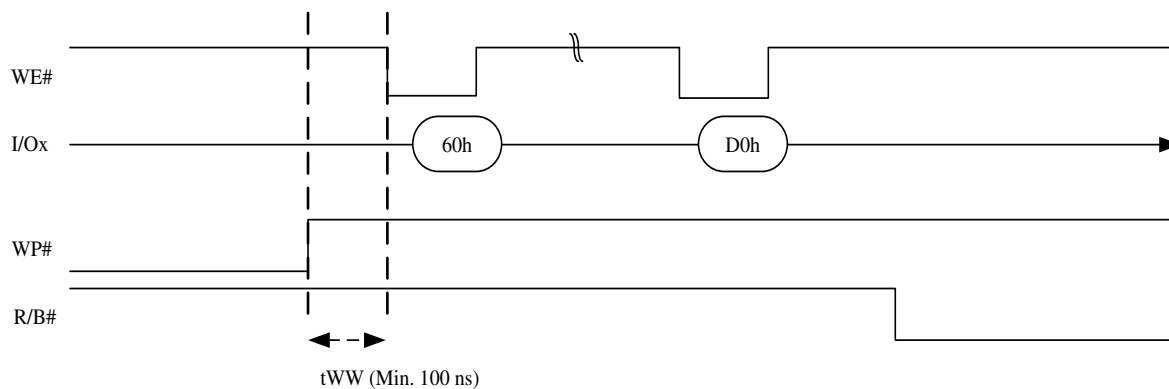 WE#
I/Ox
60h
D0h
WP#
R/B#
tWW (Min. 100 ns)